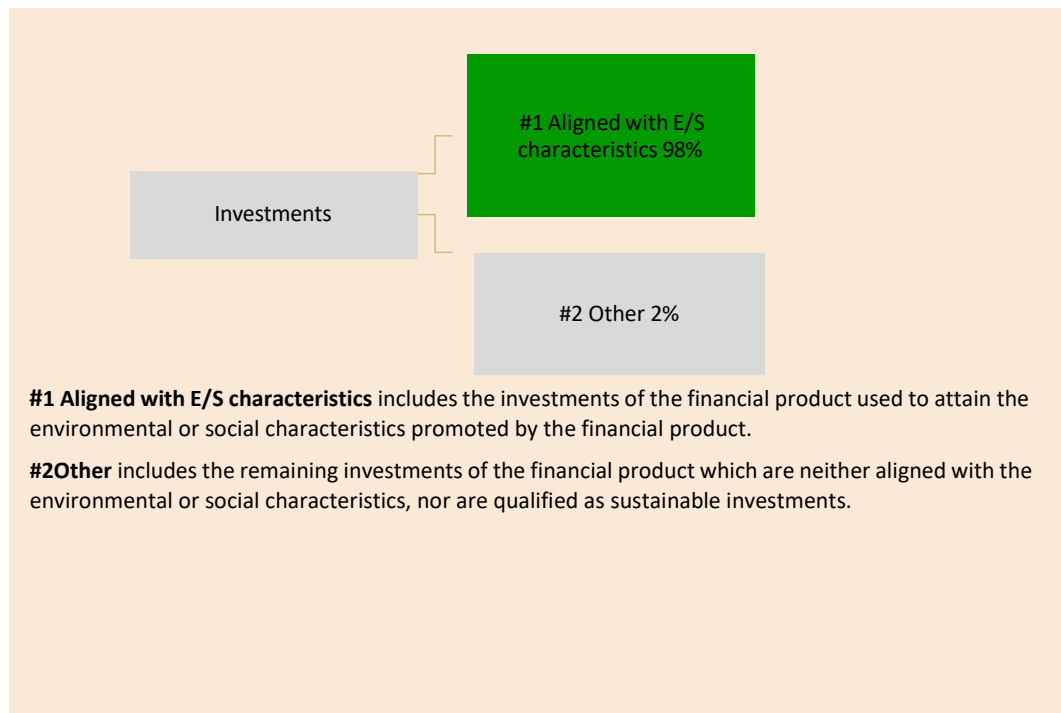 #1 Aligned with E/S
characteristics 98%
Investments
#2 Other 2%
#1 Aligned with E/S characteristics includes the investments of the financial product used to attain the
environmental or social characteristics promoted by the financial product.
#2Other includes the remaining investments of the financial product which are neither aligned with the
environmental or social characteristics, nor are qualified as sustainable investments.